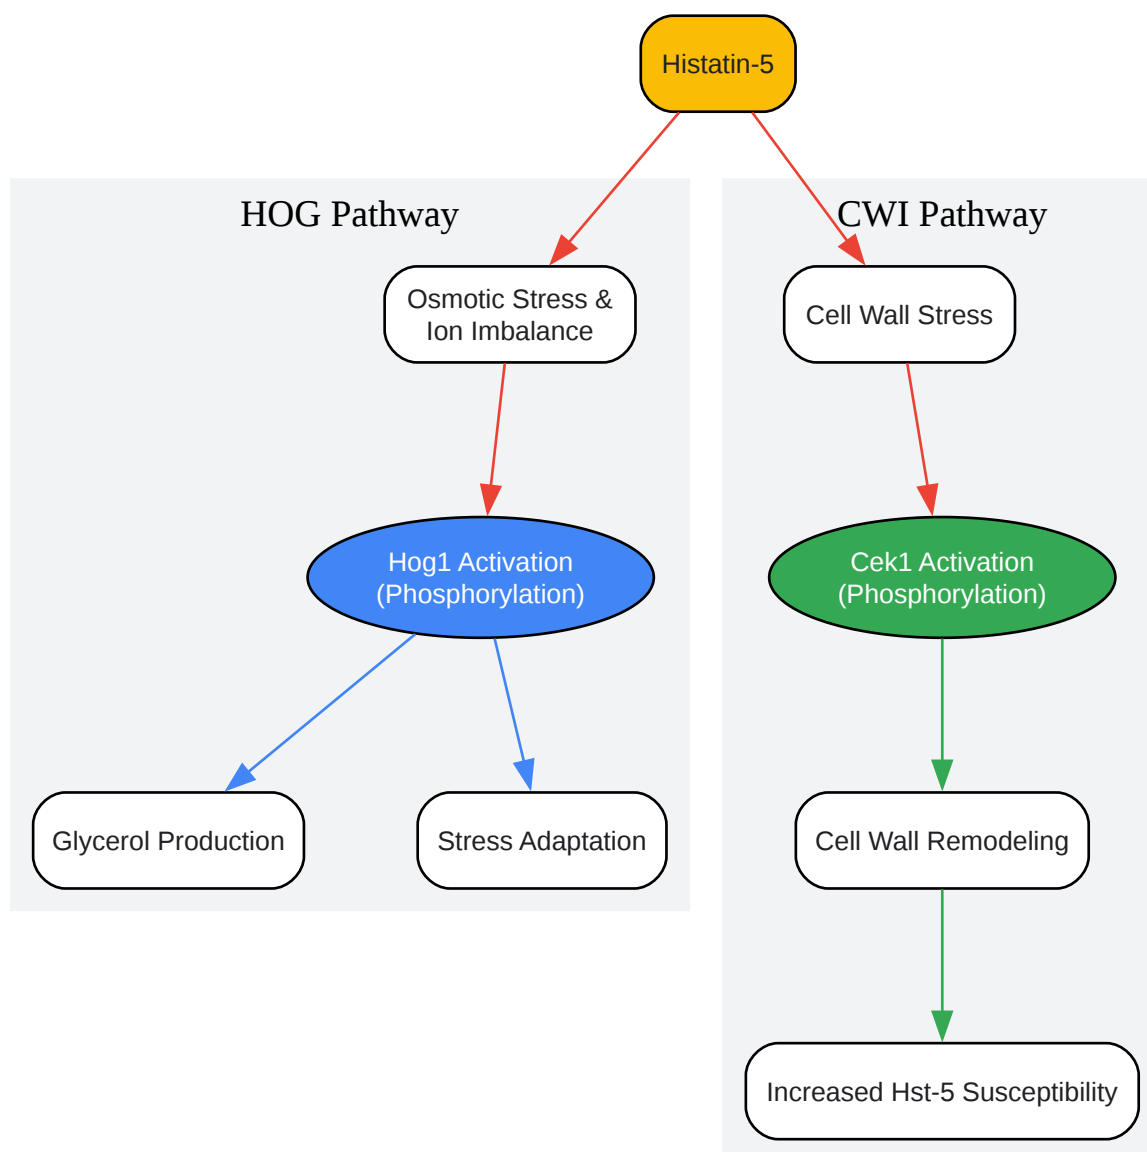 Histatin-5
HOG Pathway
CWI Pathway
Osmotic Stress &
Ion Imbalance
Cell Wall Stress
Hog1 Activation
(Phosphorylation)
Cek1 Activation
(Phosphorylation)
Glycerol Production
Stress Adaptation
Cell Wall Remodeling
Increased Hst-5 Susceptibility